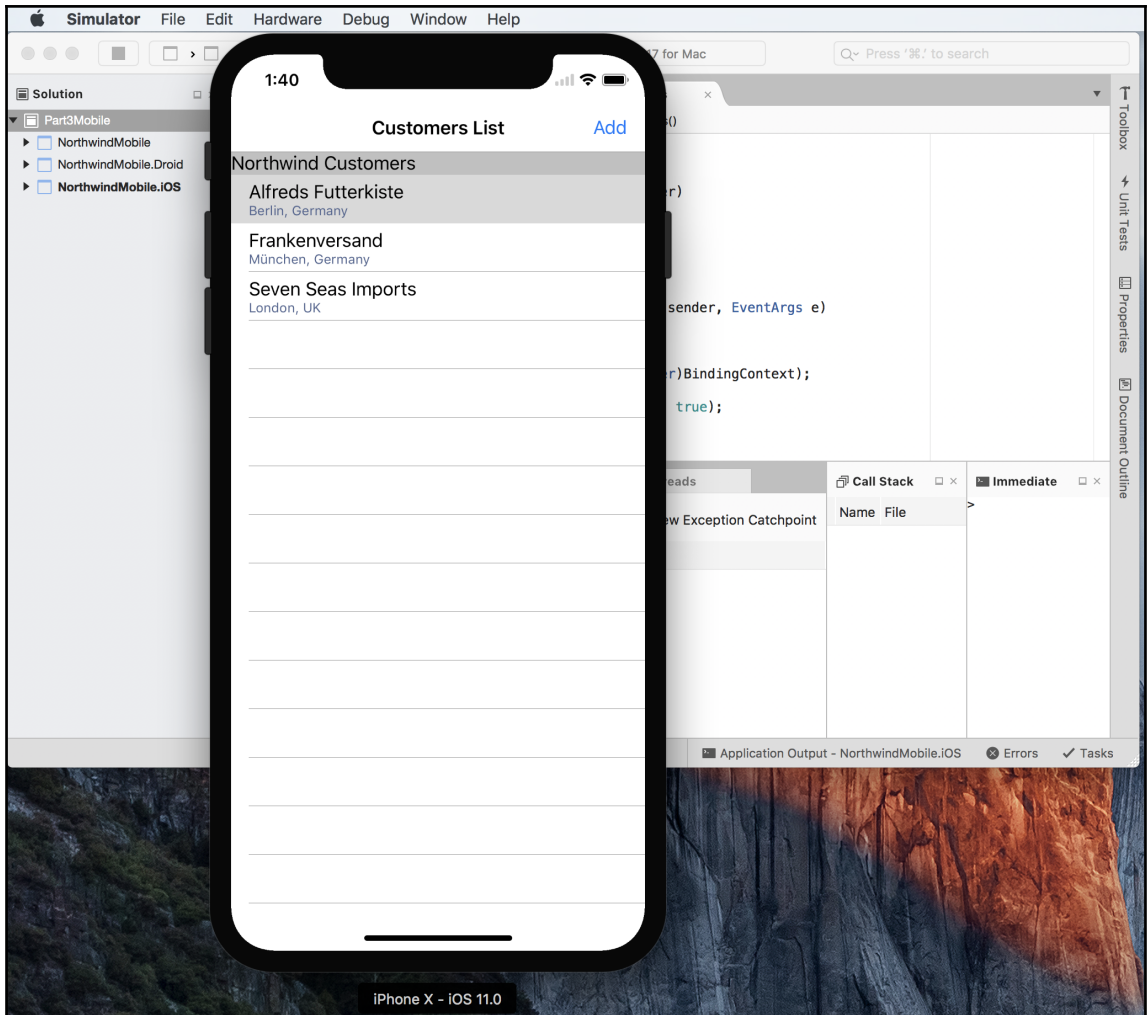 Simulator File Edit Hardware Debug Window Help
17 for Mac
Press '⌘.' to search
Solution
Part3Mobile
NorthwindMobile
NorthwindMobile.Droid
NorthwindMobile.iOS
1:40
Customers List
Add
Northwind Customers
Alfreds Futterkiste
Berlin, Germany
Frankenversand
München, Germany
Seven Seas Imports
London, UK
sender, EventArgs e)
)BindingContext);
true);
Call Stack
Immediate
Exception Catchpoint
Name File
>
Application Output - NorthwindMobile.iOS
Errors
Tasks
Toolbox
Unit Tests
Properties
Document Outline
iPhone X - iOS 11.0